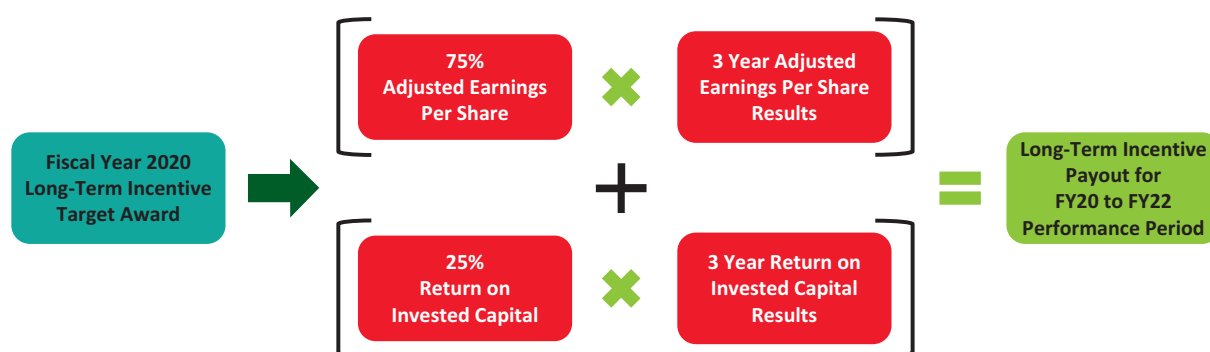 75%
Adjusted Earnings
Per Share
3 Year Adjusted
Earnings Per Share
Results
Fiscal Year 2020
Long-Term Incentive
Target Award
+
=
Long-Term Incentive
Payout for
FY20 to FY22
Performance Period
25%
Return on
Invested Capital
3 Year Return on
Invested Capital
Results